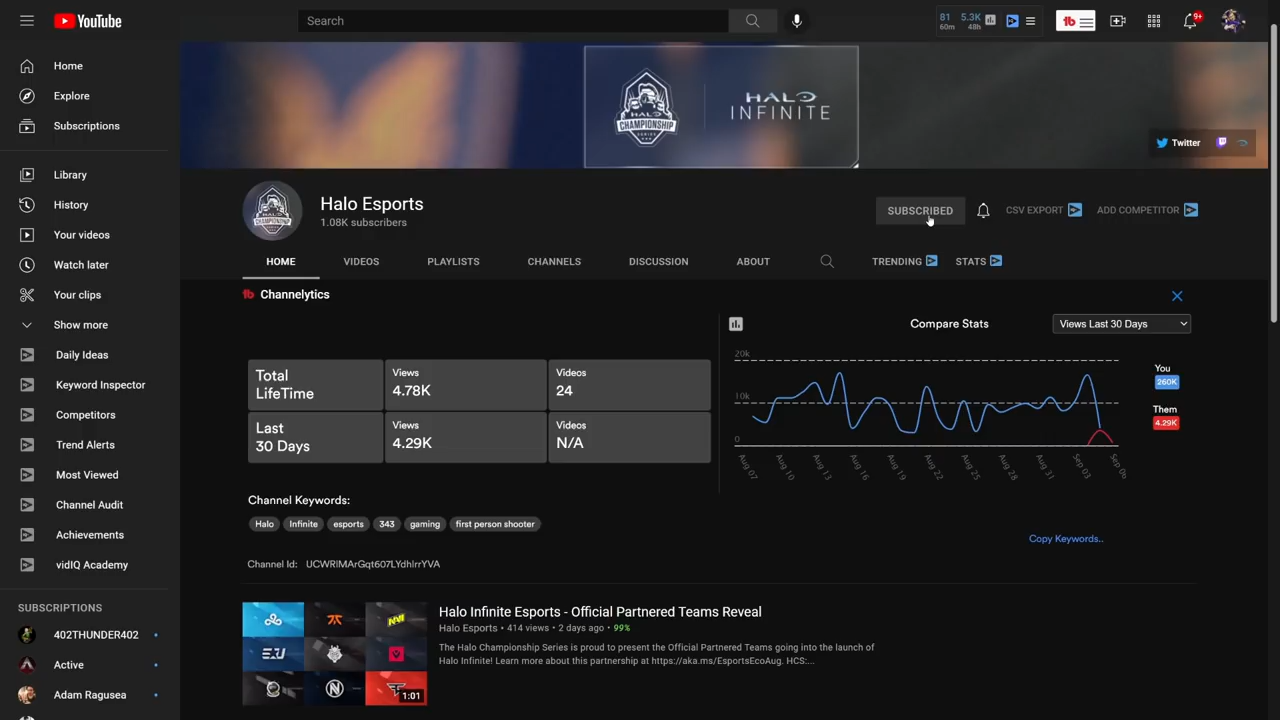 YouTube
Search
81
60m
5.3K
48h
9+
Home
Explore
Subscriptions
Library
History
Your videos
Watch later
Your clips
Show more
Daily Ideas
Keyword Inspector
Competitors
Trend Alerts
Most Viewed
Channel Audit
Achievements
vidIQ Academy
SUBSCRIPTIONS
402THUNDER402
Active
Adam Ragusea
HALO
CHAMPIONSHIP
HALO
INFINITE
Twitter
Halo Esports
1.08K subscribers
SUBSCRIBED
CSV EXPORT
ADD COMPETITOR
HOME
VIDEOS
PLAYLISTS
CHANNELS
DISCUSSION
ABOUT
TRENDING
STATS
tb Channelytics
Total
LifeTime
Views
4.78K
Videos
24
Last
30 Days
Views
4.29K
Videos
N/A
Compare Stats
Views Last 30 Days
20k
10k
0
Aug 07
Aug 10
Aug 13
Aug 16
Aug 19
Aug 22
Aug 25
Aug 28
Aug 31
Sep 03
Sep 06
You
260K
Them
4.29K
Channel Keywords:
Halo
Infinite
esports
343
gaming
first person shooter
Copy Keywords..
Channel Id: UCWRlMArGqt607LYdhIrrYVA
1:01
Halo Infinite Esports - Official Partnered Teams Reveal
Halo Esports • 414 views • 2 days ago • 99%
The Halo Championship Series is proud to present the Official Partnered Teams going into the launch of
Halo Infinite! Learn more about this partnership at https://aka.ms/EsportsEcoAug. HCS:...